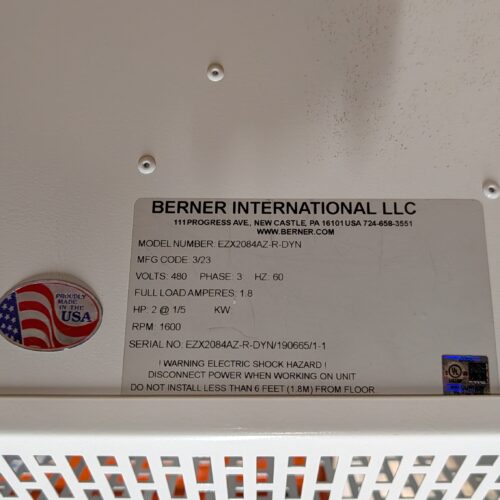 BERNER INTERNATIONAL LLC
111 PROGRESS AVE, NEW CASTLE, PA 16101 USA 724-658-3551
WWW.BERNER.COM
MODEL NUMBER: EZX2084AZ-R-DYN
MFG CODE: 3/23
VOLTS: 480 PHASE: 3 HZ: 60
FULL LOAD AMPERES: 1.8
HP: 2 @ 1/5 KW
RPM: 1600
SERIAL NO: EZX2084AZ-R-DYN/190665/1-1
! WARNING ELECTRIC SHOCK HAZARD !
DISCONNECT POWER WHEN WORKING ON UNIT
DO NOT INSTALL LESS THAN 6 FEET (1.8M) FROM FLOOR
PROUDLY
MADE
IN THE
USA
UL